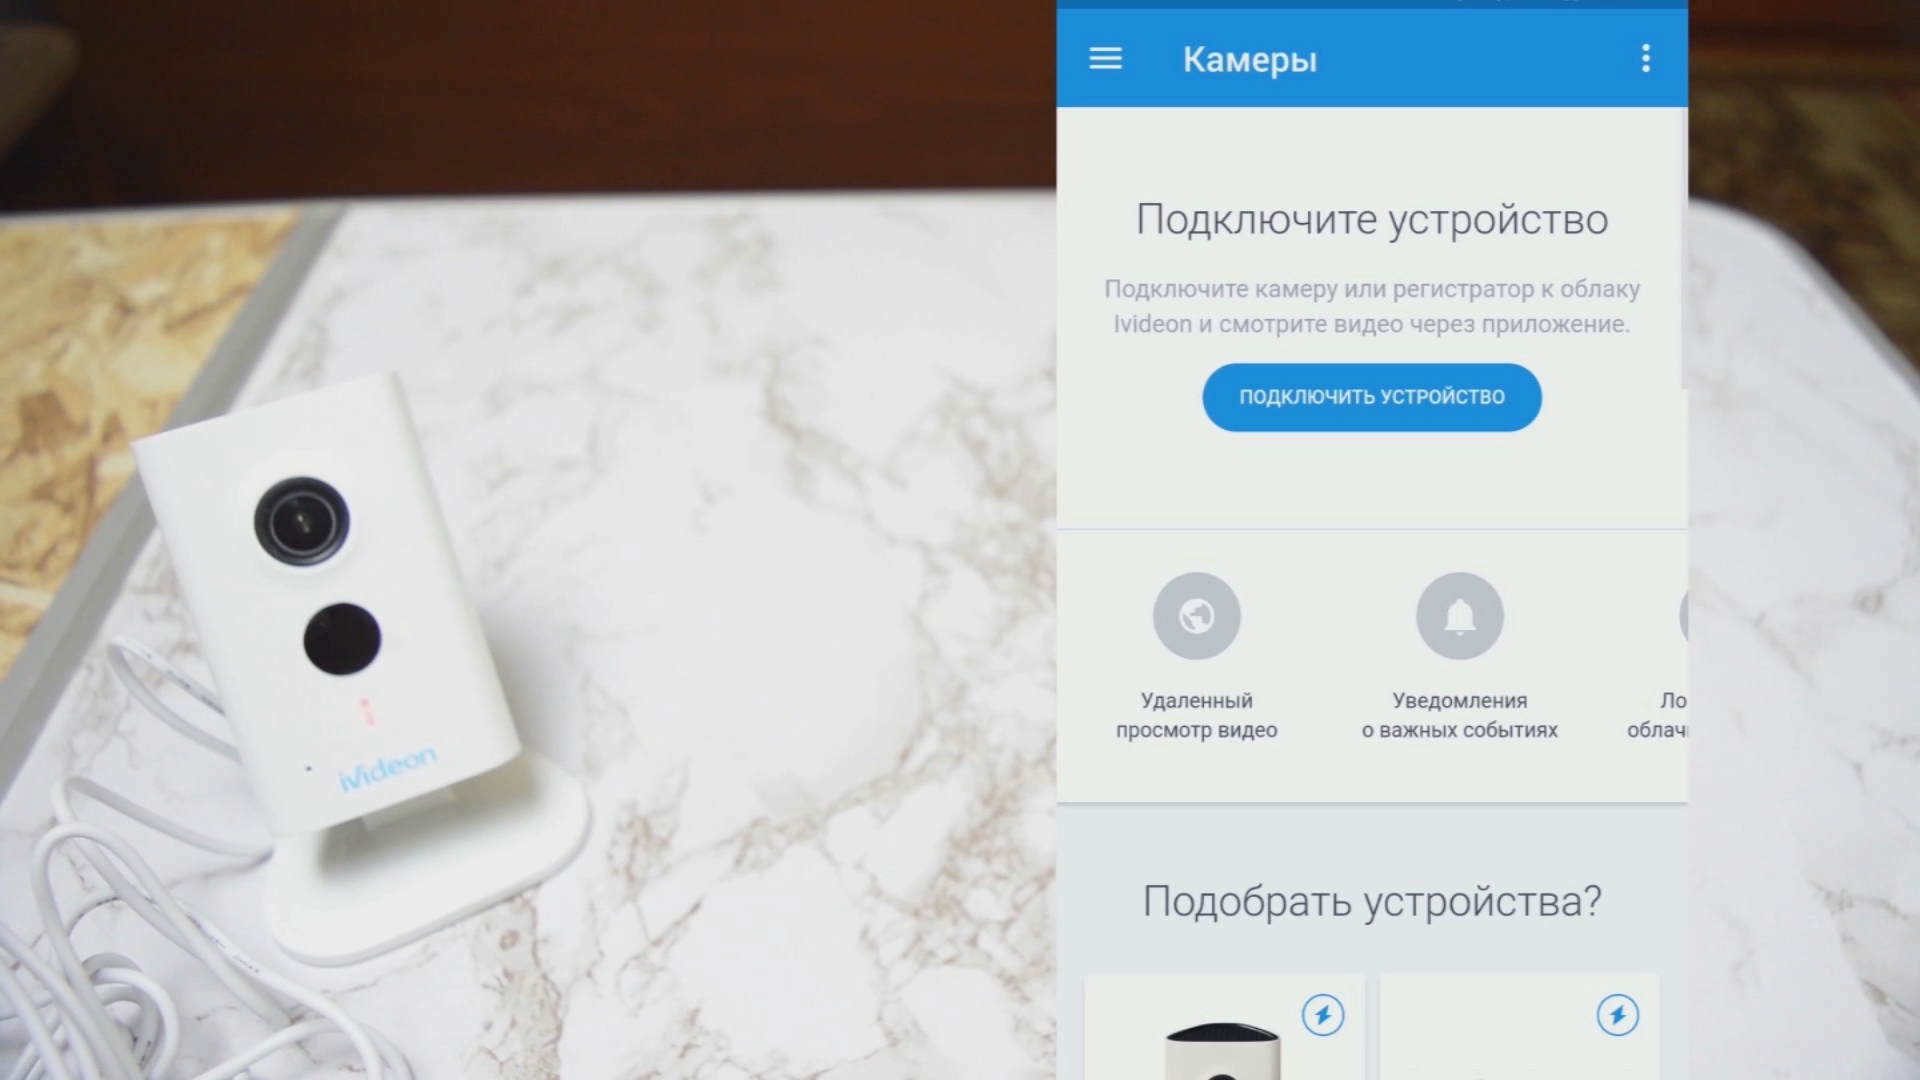 iVideon
Камеры
Подключите устройство
Подключите камеру или регистратор к облаку
Ivideon и смотрите видео через приложение.
ПОДКЛЮЧИТЬ УСТРОЙСТВО
Удаленный
просмотр видео
Уведомления
о важных событиях
Подобрать устройства?